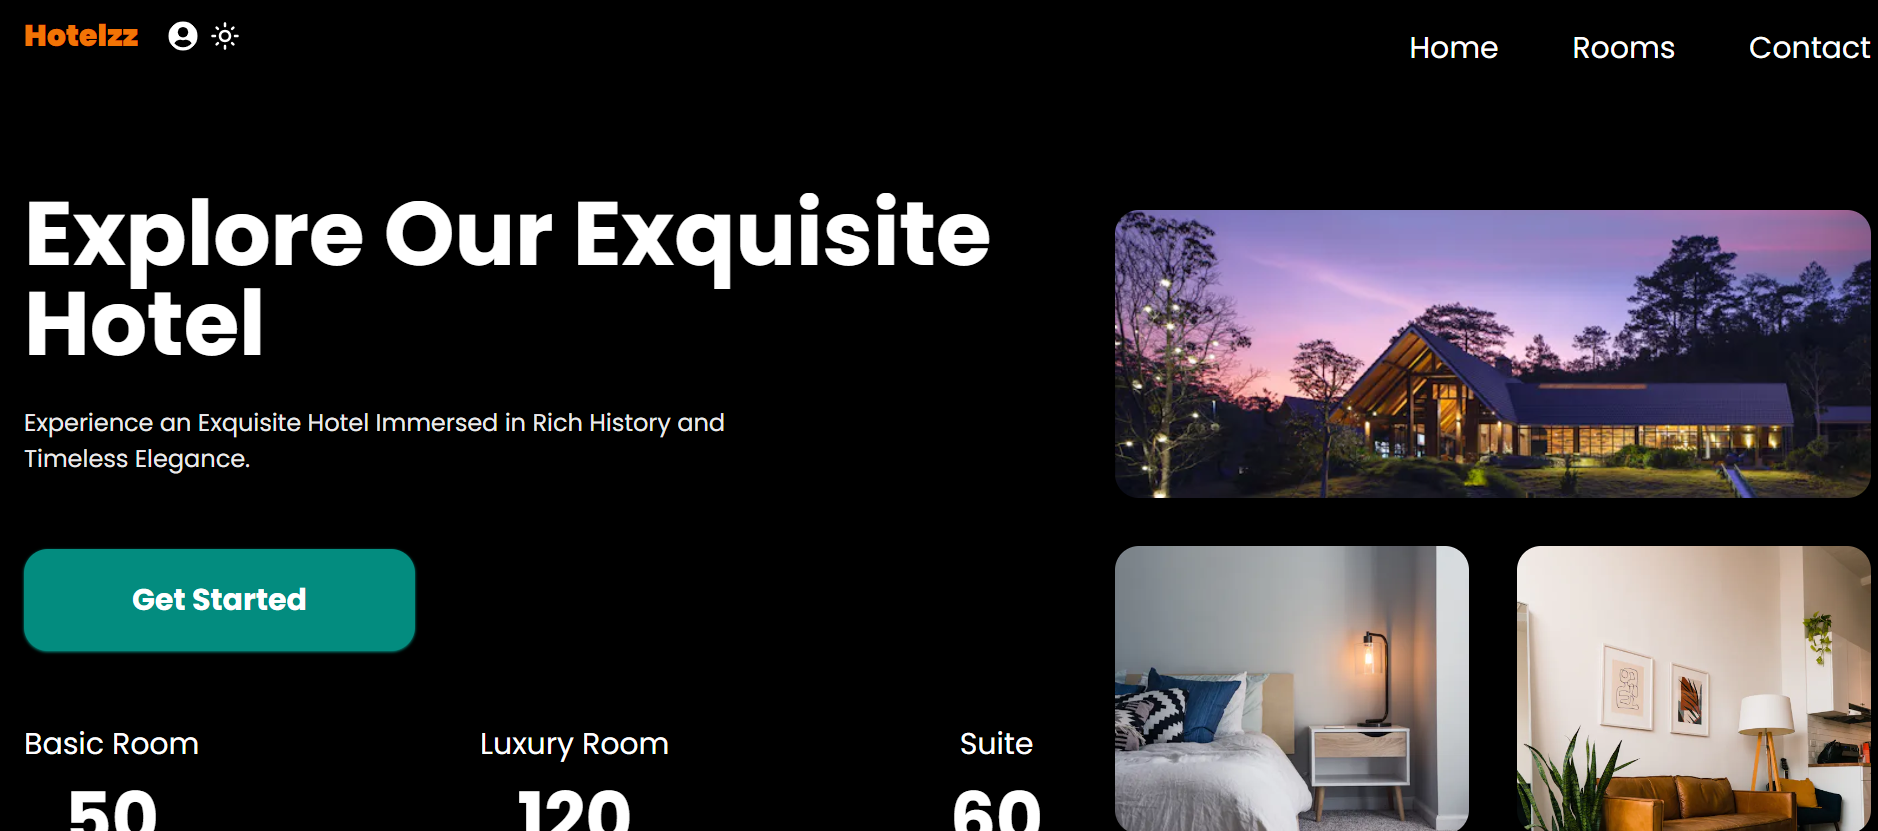 Hotelzz
Home Rooms Contact
Explore Our Exquisite
Hotel
Experience an Exquisite Hotel Immersed in Rich History and
Timeless Elegance.
Get Started
Basic Room Luxury Room Suite
50 120 60